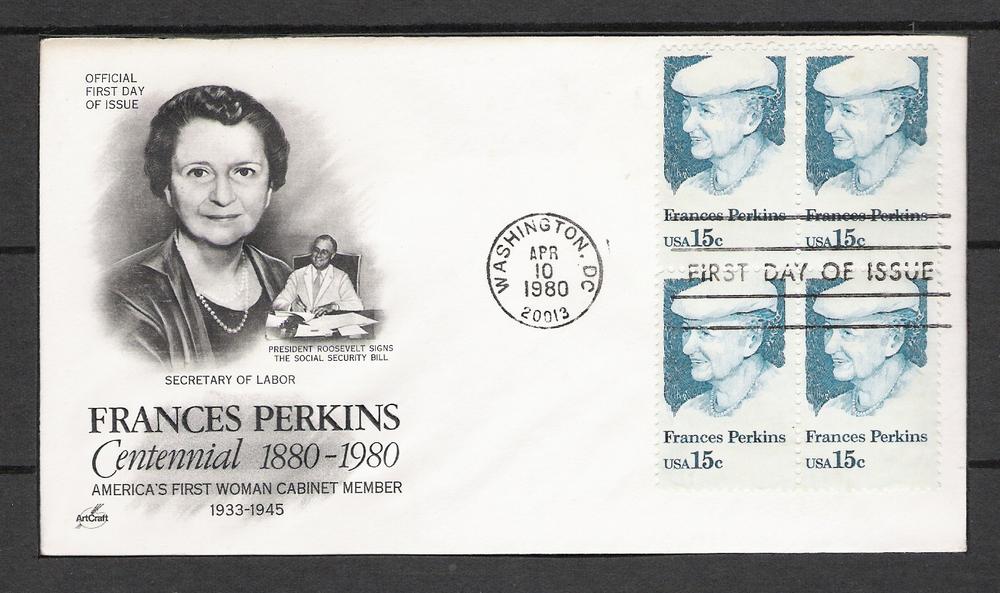 OFFICIAL
FIRST DAY
OF ISSUE
PRESIDENT ROOSEVELT SIGNS
THE SOCIAL SECURITY BILL
SECRETARY OF LABOR
FRANCES PERKINS
Centennial 1880-1980
AMERICA'S FIRST WOMAN CABINET MEMBER
1933-1945
ArtCraft
WASHINGTON, DC
APR
10
1980
20013
Frances Perkins
USA 15c
Frances Perkins
USA 15c
FIRST DAY OF ISSUE
Frances Perkins
USA 15c
Frances Perkins
USA 15c